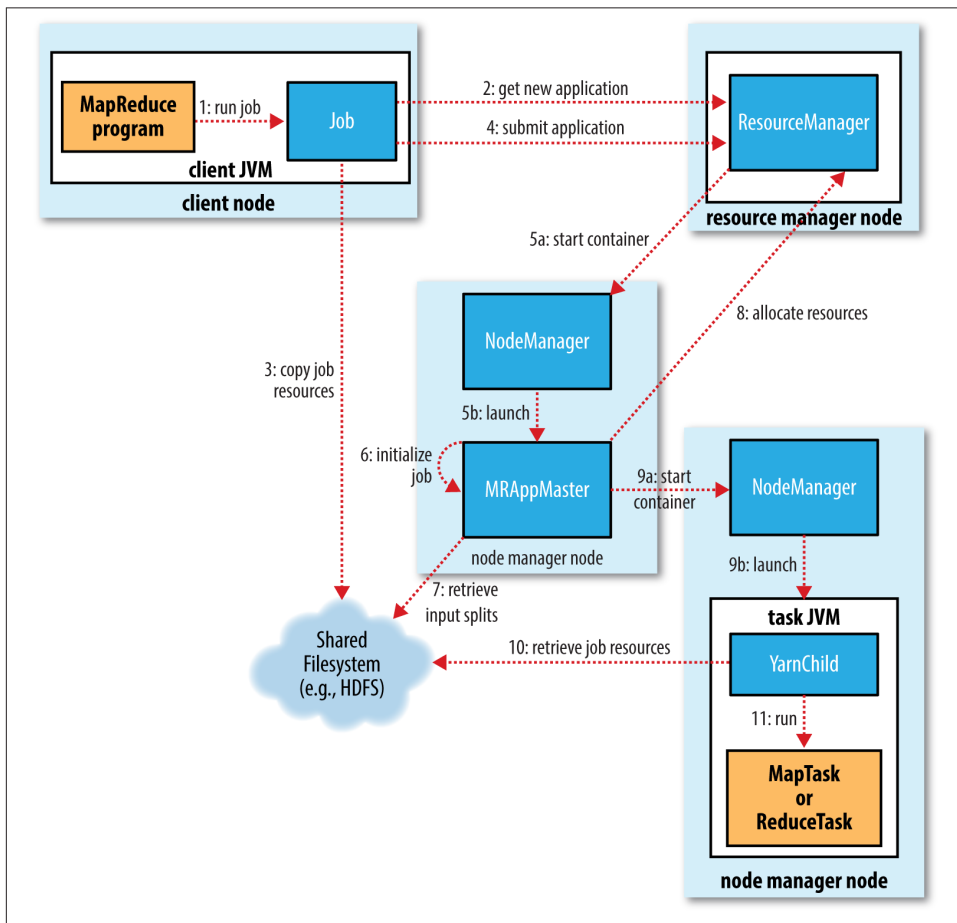 MapReduce
program
1: run job
Job
client JVM
client node
2: get new application
4: submit application
ResourceManager
resource manager node
5a: start container
3: copy job
resources
NodeManager
5b: launch
8: allocate resources
6: initialize
job
MRAppMaster
node manager node
9a: start
container
NodeManager
9b: launch
7: retrieve
input splits
Shared
Filesystem
(e.g., HDFS)
10: retrieve job resources
task JVM
YarnChild
11: run
MapTask
or
ReduceTask
node manager node